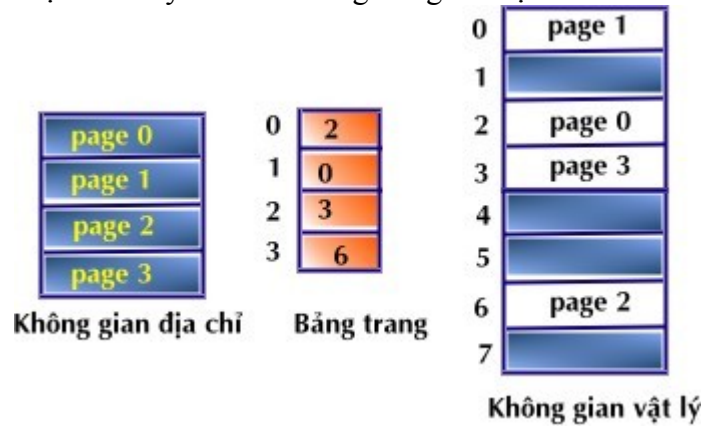 page 0
page 1
page 2
page 3
Không gian địa chỉ
0 2
1 0
2 3
3 6
Bảng trang
0 page 1
1
2 page 0
3 page 3
4
5
6 page 2
7
Không gian vật lý